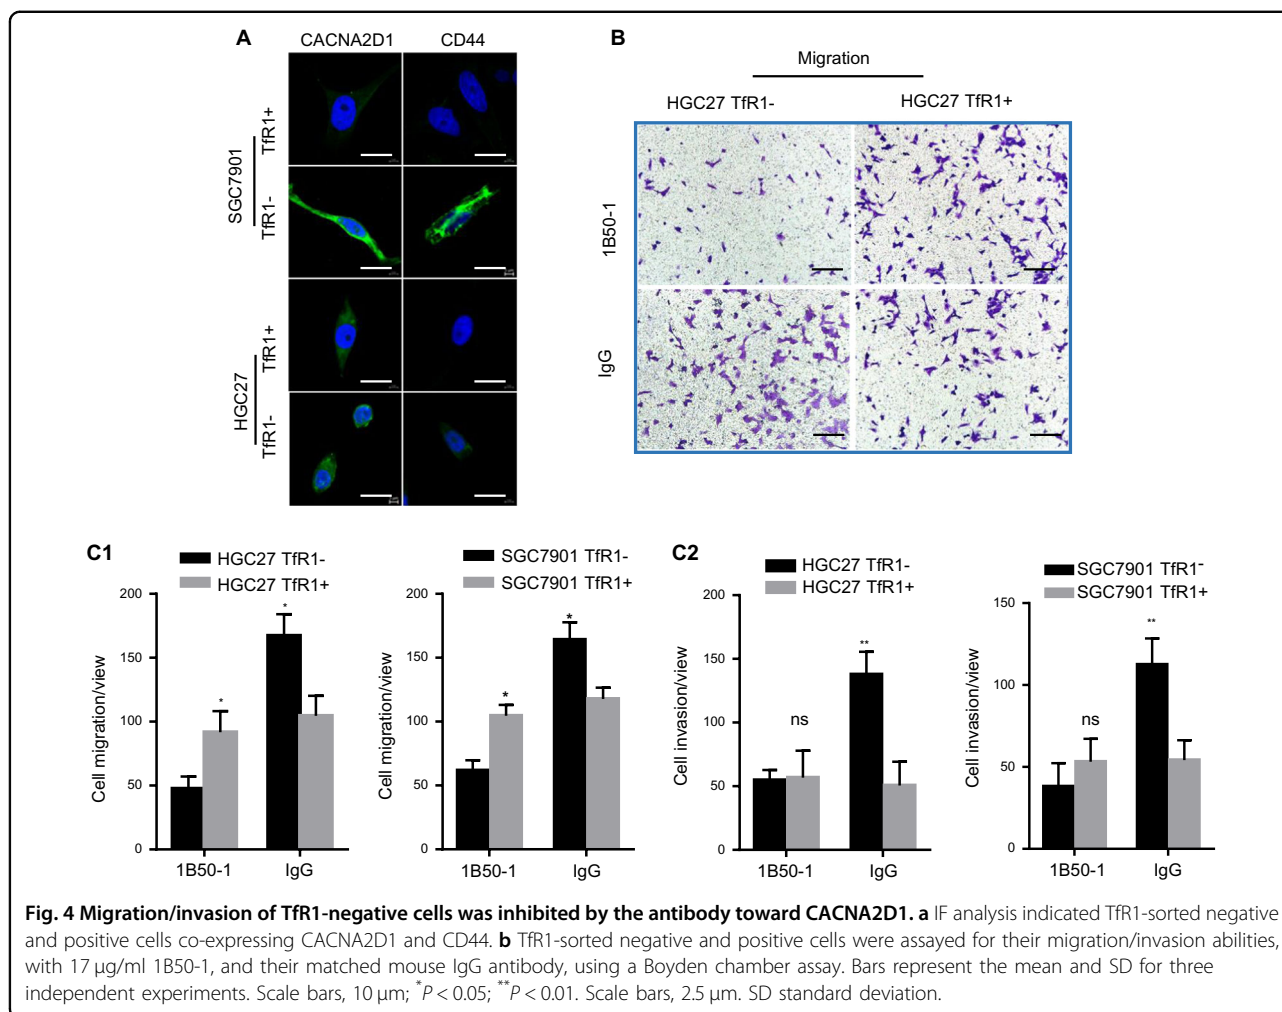 A
CACNA2D1
CD44
SGC7901
TfR1+
TfR1-
HGC27
TfR1+
TfR1-
B
Migration
HGC27 TfR1-
HGC27 TfR1+
1B50-1
IgG
C1
HGC27 TfR1-
HGC27 TfR1+
Cell migration/view
200
150
100
50
0
*
*
1B50-1
IgG
SGC7901 TfR1-
SGC7901 TfR1+
Cell migration/view
200
150
100
50
0
*
*
1B50-1
IgG
C2
HGC27 TfR1-
HGC27 TfR1+
Cell invasion/view
200
150
100
50
0
ns
**
1B50-1
IgG
SGC7901 TfR1-
SGC7901 TfR1+
Cell invasion/view
150
100
50
0
ns
**
1B50-1
IgG
Fig. 4 Migration/invasion of TfR1-negative cells was inhibited by the antibody toward CACNA2D1. a IF analysis indicated TfR1-sorted negative
and positive cells co-expressing CACNA2D1 and CD44. b TfR1-sorted negative and positive cells were assayed for their migration/invasion abilities,
with 17 µg/ml 1B50-1, and their matched mouse IgG antibody, using a Boyden chamber assay. Bars represent the mean and SD for three
independent experiments. Scale bars, 10 µm; *P < 0.05; **P < 0.01. Scale bars, 2.5 µm. SD standard deviation.